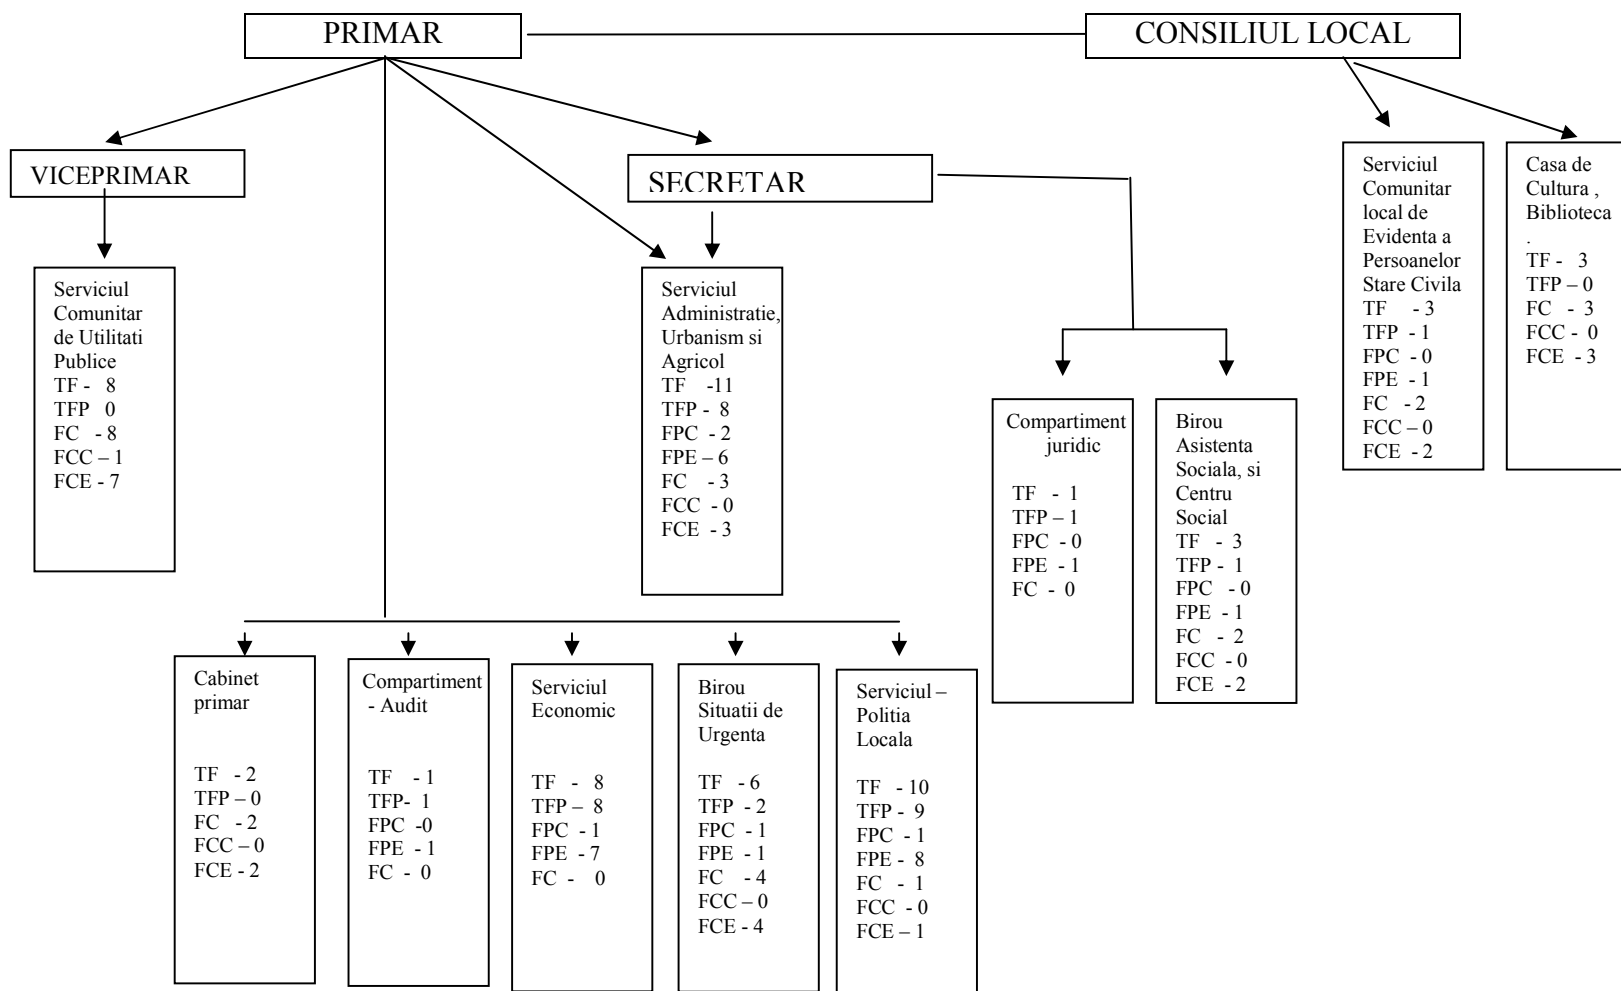 PRIMAR
CONSILIUL LOCAL
VICEPRIMAR
SECRETAR
Serviciul
Comunitar
local de
Evidenta a
Persoanelor
Stare Civila
TF - 3
TFP - 1
FPC - 0
FPE - 1
FC - 2
FCC – 0
FCE - 2
Casa de
Cultura ,
Biblioteca
.
TF - 3
TFP – 0
FC - 3
FCC - 0
FCE - 3
Serviciul
Comunitar
de Utilitati
Publice
TF - 8
TFP 0
FC - 8
FCC – 1
FCE - 7
Serviciul
Administratie,
Urbanism si
Agricol
TF -11
TFP - 8
FPC - 2
FPE – 6
FC - 3
FCC - 0
FCE - 3
Compartiment
juridic
TF - 1
TFP – 1
FPC - 0
FPE - 1
FC - 0
Birou
Asistenta
Sociala, si
Centru
Social
TF - 3
TFP - 1
FPC - 0
FPE - 1
FC - 2
FCC - 0
FCE - 2
Cabinet
primar
TF - 2
TFP – 0
FC - 2
FCC – 0
FCE - 2
Compartiment
- Audit
TF - 1
TFP- 1
FPC -0
FPE - 1
FC - 0
Serviciul
Economic
TF - 8
TFP – 8
FPC - 1
FPE - 7
FC - 0
Birou
Situatii de
Urgenta
TF - 6
TFP - 2
FPC - 1
FPE - 1
FC - 4
FCC – 0
FCE - 4
Serviciul –
Politia
Locala
TF - 10
TFP - 9
FPC - 1
FPE - 8
FC - 1
FCC - 0
FCE – 1